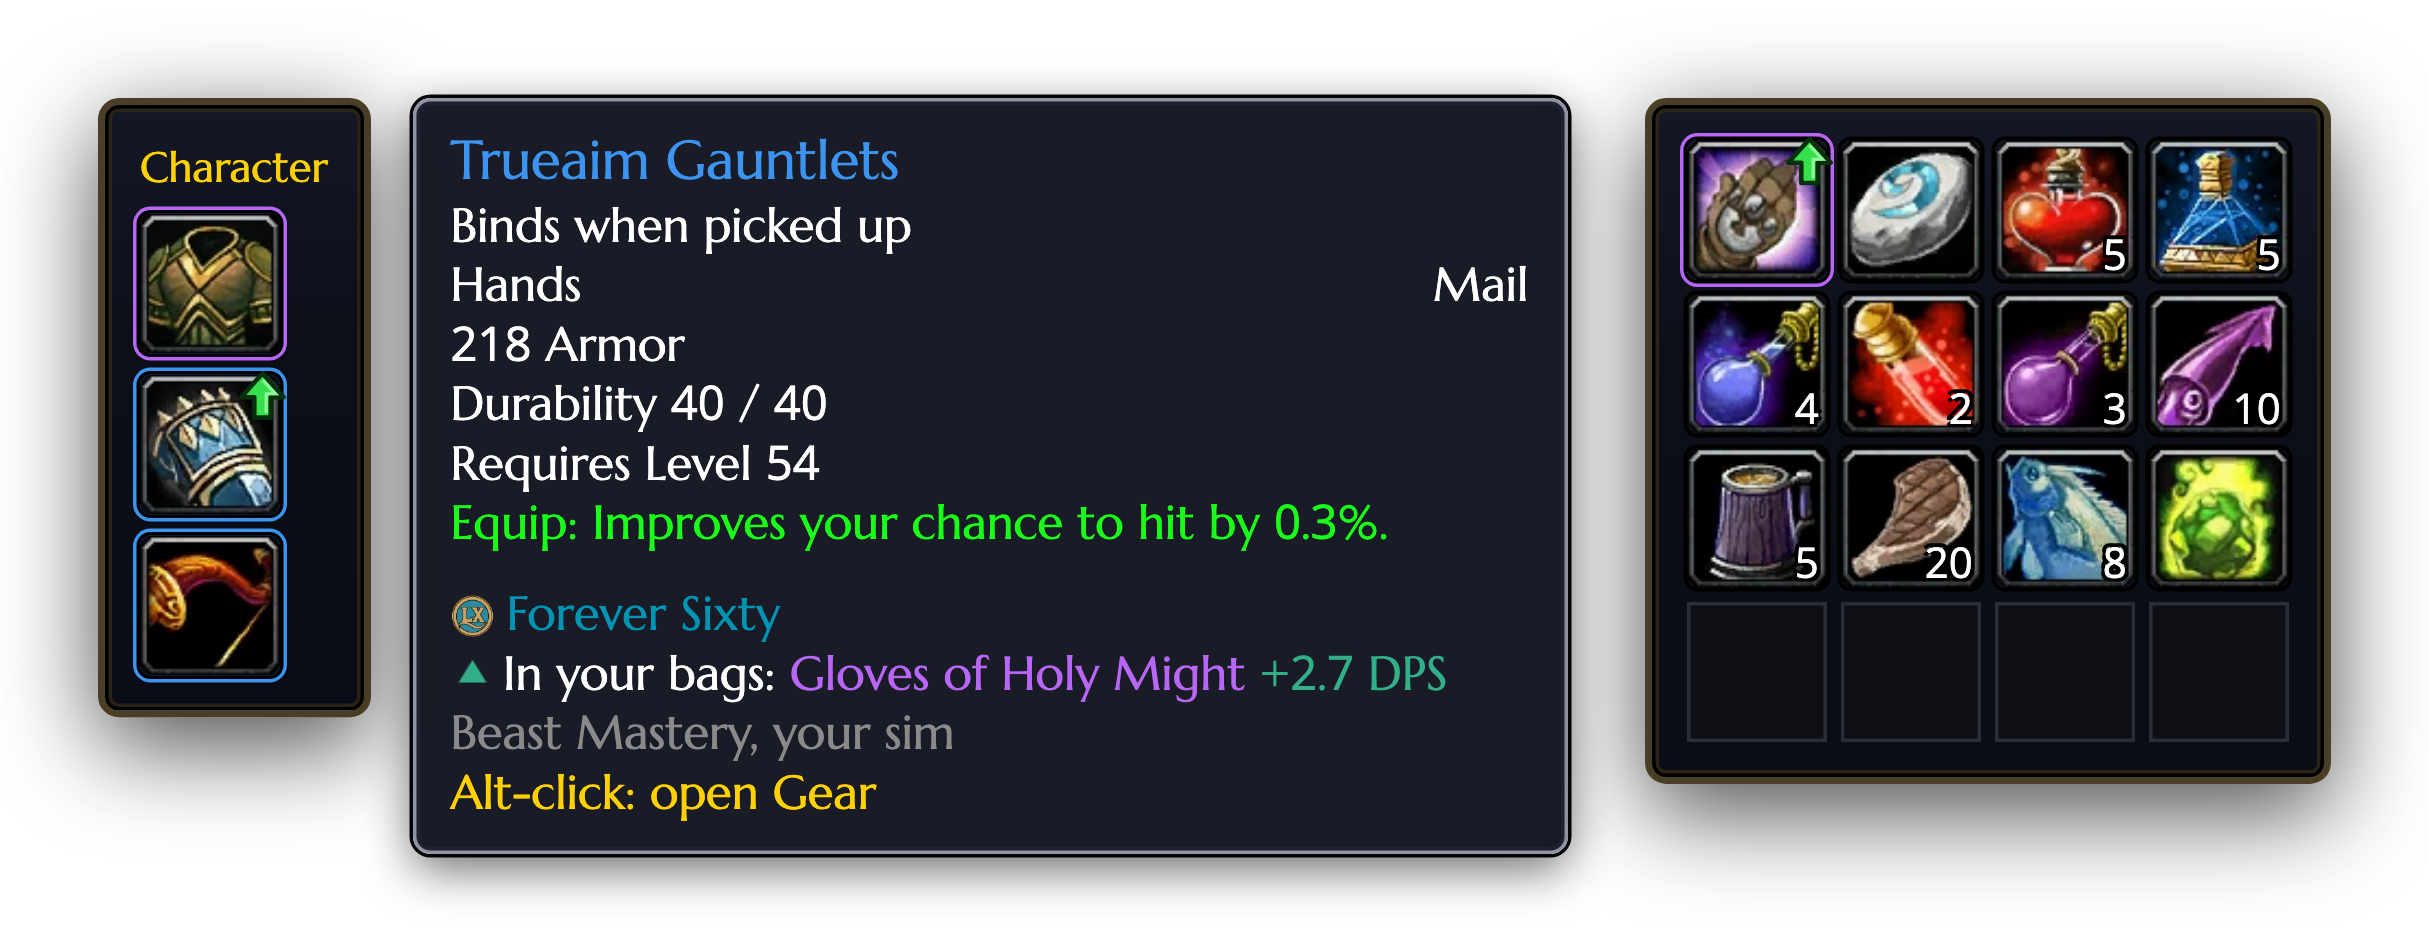 Character
Trueaim Gauntlets
Binds when picked up
Hands Mail
218 Armor
Durability 40 / 40
Requires Level 54
Equip: Improves your chance to hit by 0.3%.
LX Forever Sixty
In your bags: Gloves of Holy Might +2.7 DPS
Beast Mastery, your sim
Alt-click: open Gear
5 5
4 2 3 10
5 20 8